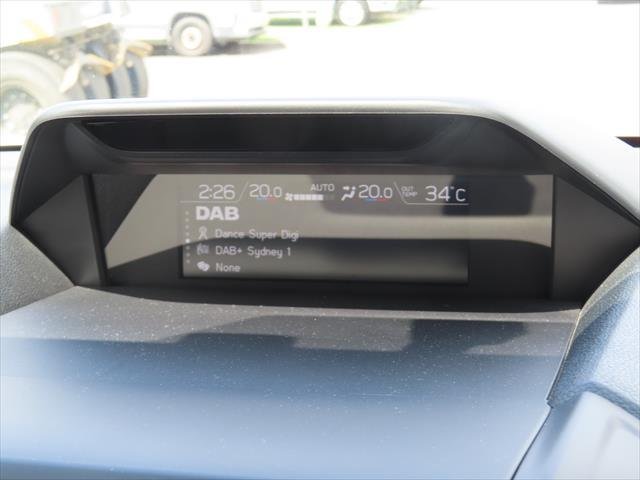 2:26 20.0 AUTO 20.0 OUT TEMP 34°C
DAB
Dance Super Digi
DAB+ Sydney 1
None